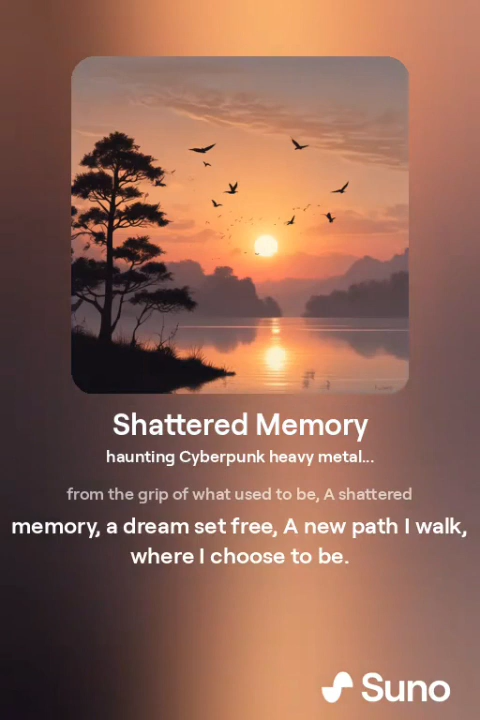 Shattered Memory
haunting Cyberpunk heavy metal...
from the grip of what used to be, A shattered
memory, a dream set free, A new path I walk,
where I choose to be.
Suno